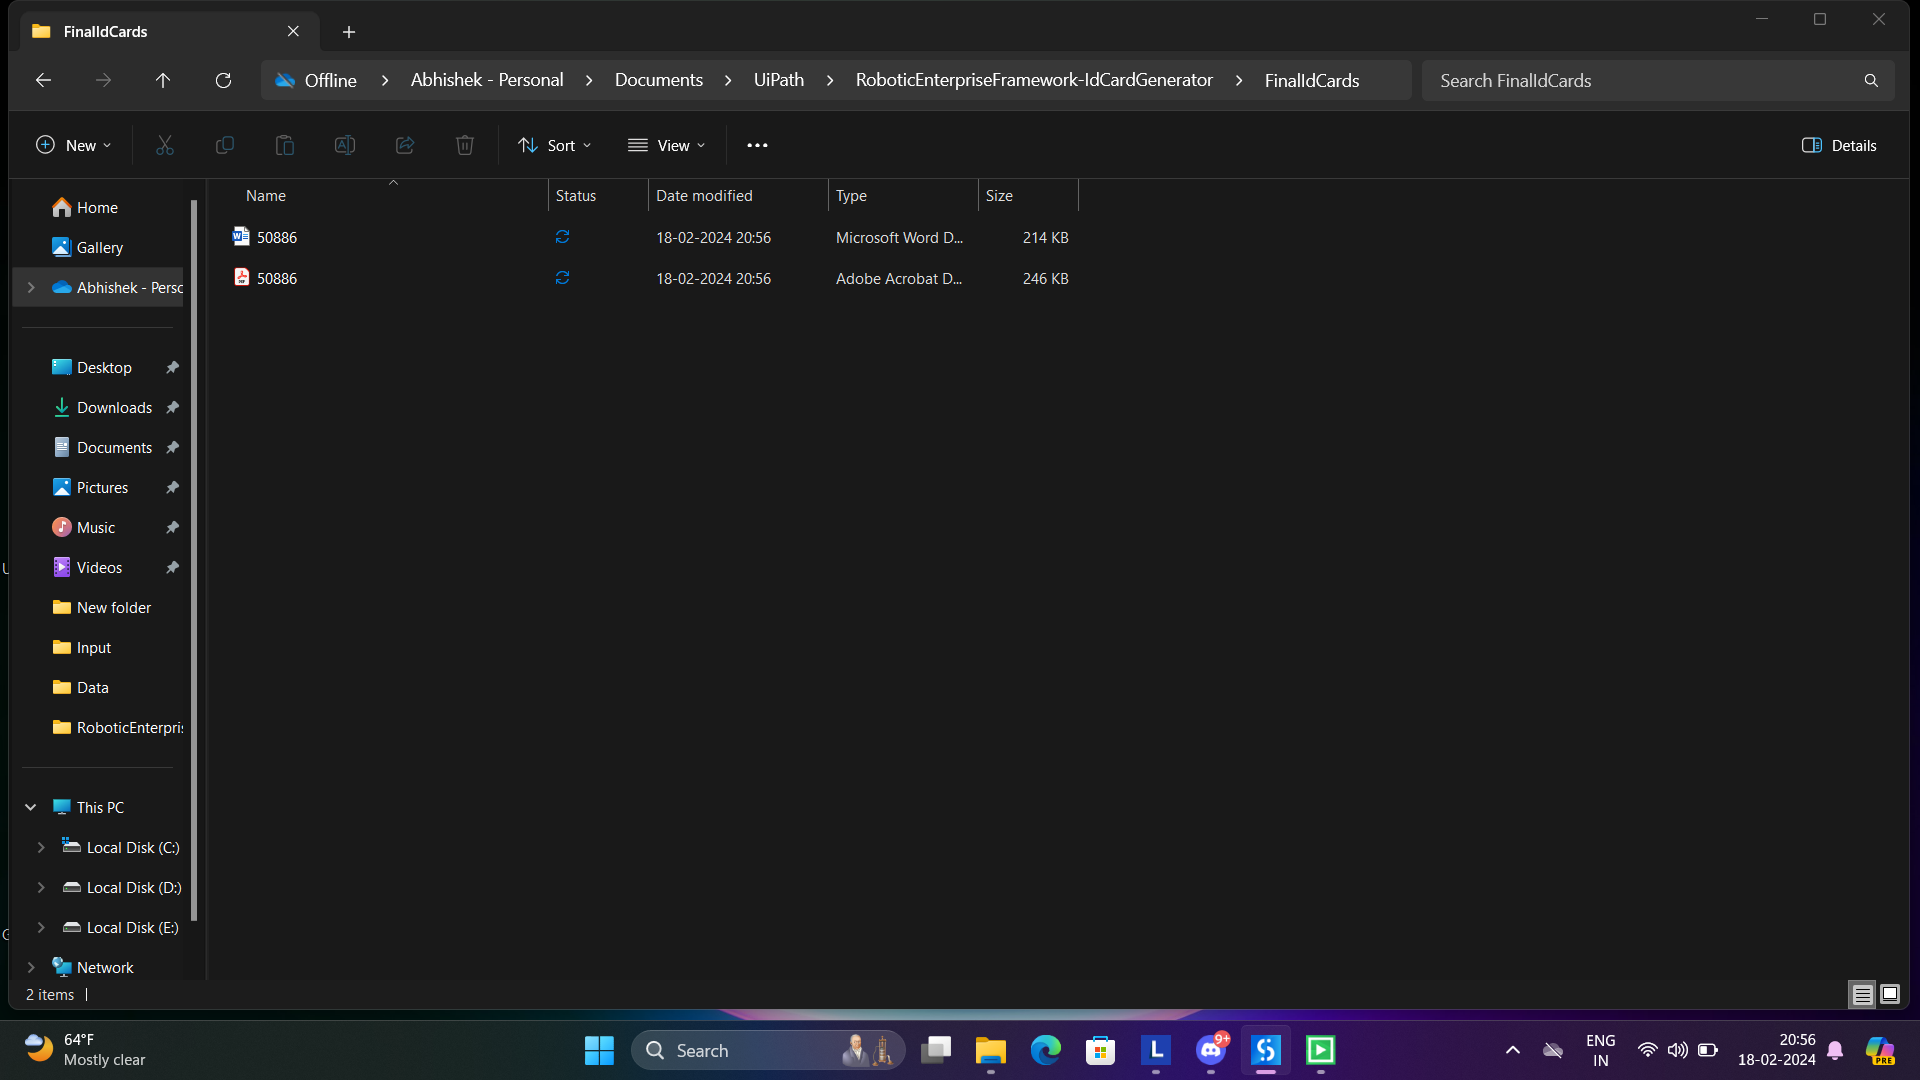 FinalIdCards
Offline > Abhishek - Personal > Documents > UiPath > RoboticEnterpriseFramework-IdCardGenerator > FinalIdCards
Search FinalIdCards
New
Sort
View
Details
Name Status Date modified Type Size
50886 18-02-2024 20:56 Microsoft Word D... 214 KB
50886 18-02-2024 20:56 Adobe Acrobat D... 246 KB
Home
Gallery
Abhishek - Perso
Desktop
Downloads
Documents
Pictures
Music
Videos
New folder
Input
Data
RoboticEnterpris
This PC
Local Disk (C:)
Local Disk (D:)
Local Disk (E:)
Network
2 items
64°F
Mostly clear
Search
L
9+
ENG
IN
20:56
18-02-2024
PRE